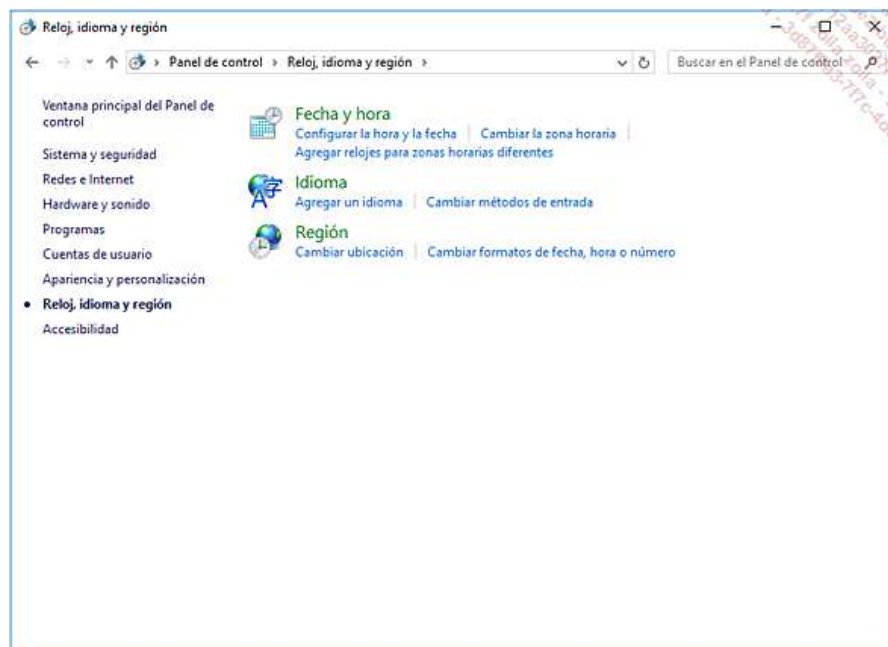 Reloj, idioma y región
Panel de control › Reloj, idioma y región ›
Buscar en el Panel de control
Ventana principal del Panel de
control
Sistema y seguridad
Redes e Internet
Hardware y sonido
Programas
Cuentas de usuario
Apariencia y personalización
Reloj, idioma y región
Accesibilidad
Fecha y hora
Configurar la hora y la fecha | Cambiar la zona horaria |
Agregar relojes para zonas horarias diferentes
Idioma
Agregar un idioma | Cambiar métodos de entrada
Región
Cambiar ubicación | Cambiar formatos de fecha, hora o número